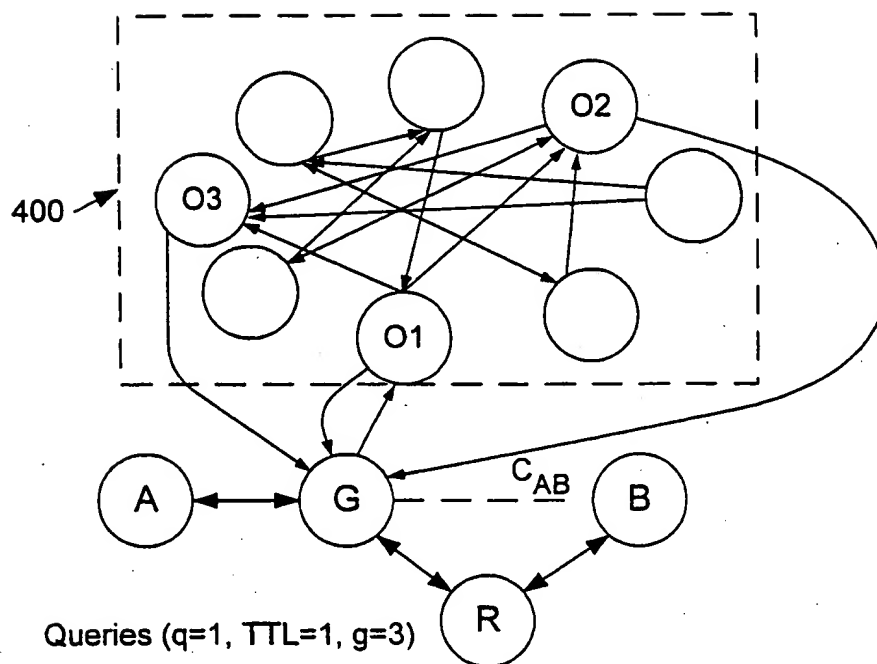 O2
400
O3
O1
C_AB
A
G
B
R
Queries (q=1, TTL=1, g=3)